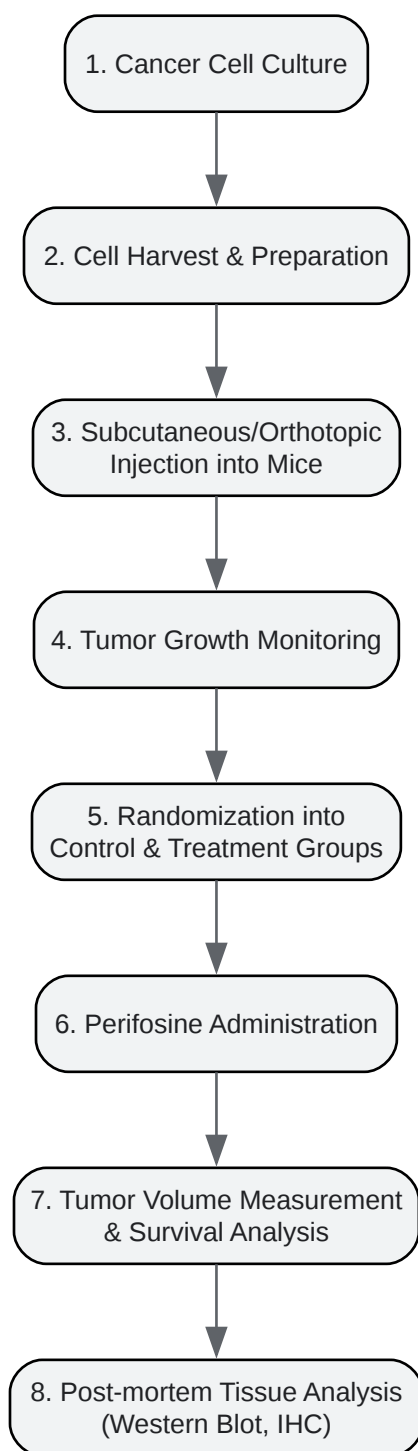 1. Cancer Cell Culture
2. Cell Harvest & Preparation
3. Subcutaneous/Orthotopic
Injection into Mice
4. Tumor Growth Monitoring
5. Randomization into
Control & Treatment Groups
6. Perifosine Administration
7. Tumor Volume Measurement
& Survival Analysis
8. Post-mortem Tissue Analysis
(Western Blot, IHC)